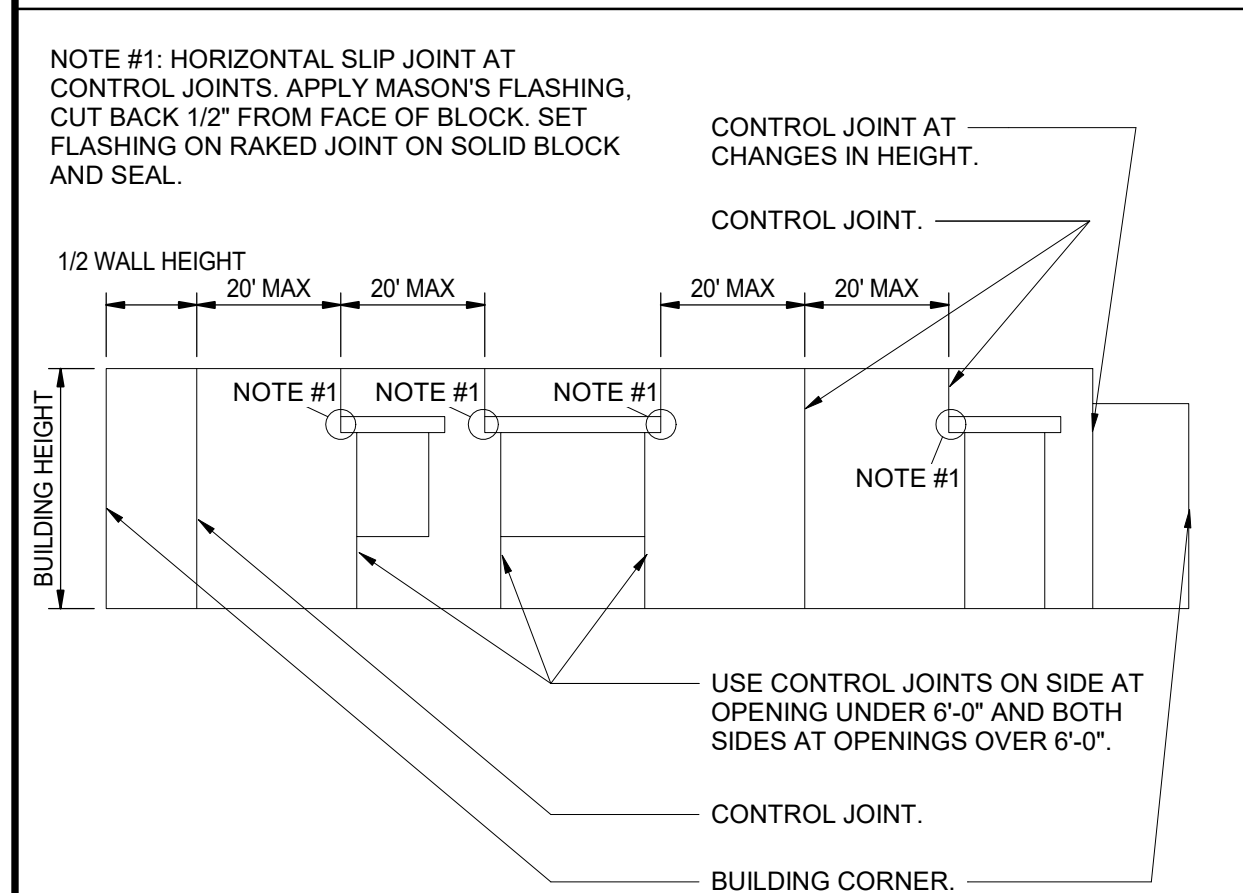 NOTE #1: HORIZONTAL SLIP JOINT AT
CONTROL JOINTS. APPLY MASON'S FLASHING,
CUT BACK 1/2" FROM FACE OF BLOCK. SET
FLASHING ON RAKED JOINT ON SOLID BLOCK
AND SEAL.
CONTROL JOINT AT
CHANGES IN HEIGHT.
CONTROL JOINT.
1/2 WALL HEIGHT
20' MAX
20' MAX
20' MAX
20' MAX
NOTE #1
NOTE #1
NOTE #1
NOTE #1
BUILDING HEIGHT
USE CONTROL JOINTS ON SIDE AT
OPENING UNDER 6'-0" AND BOTH
SIDES AT OPENINGS OVER 6'-0".
CONTROL JOINT.
BUILDING CORNER.